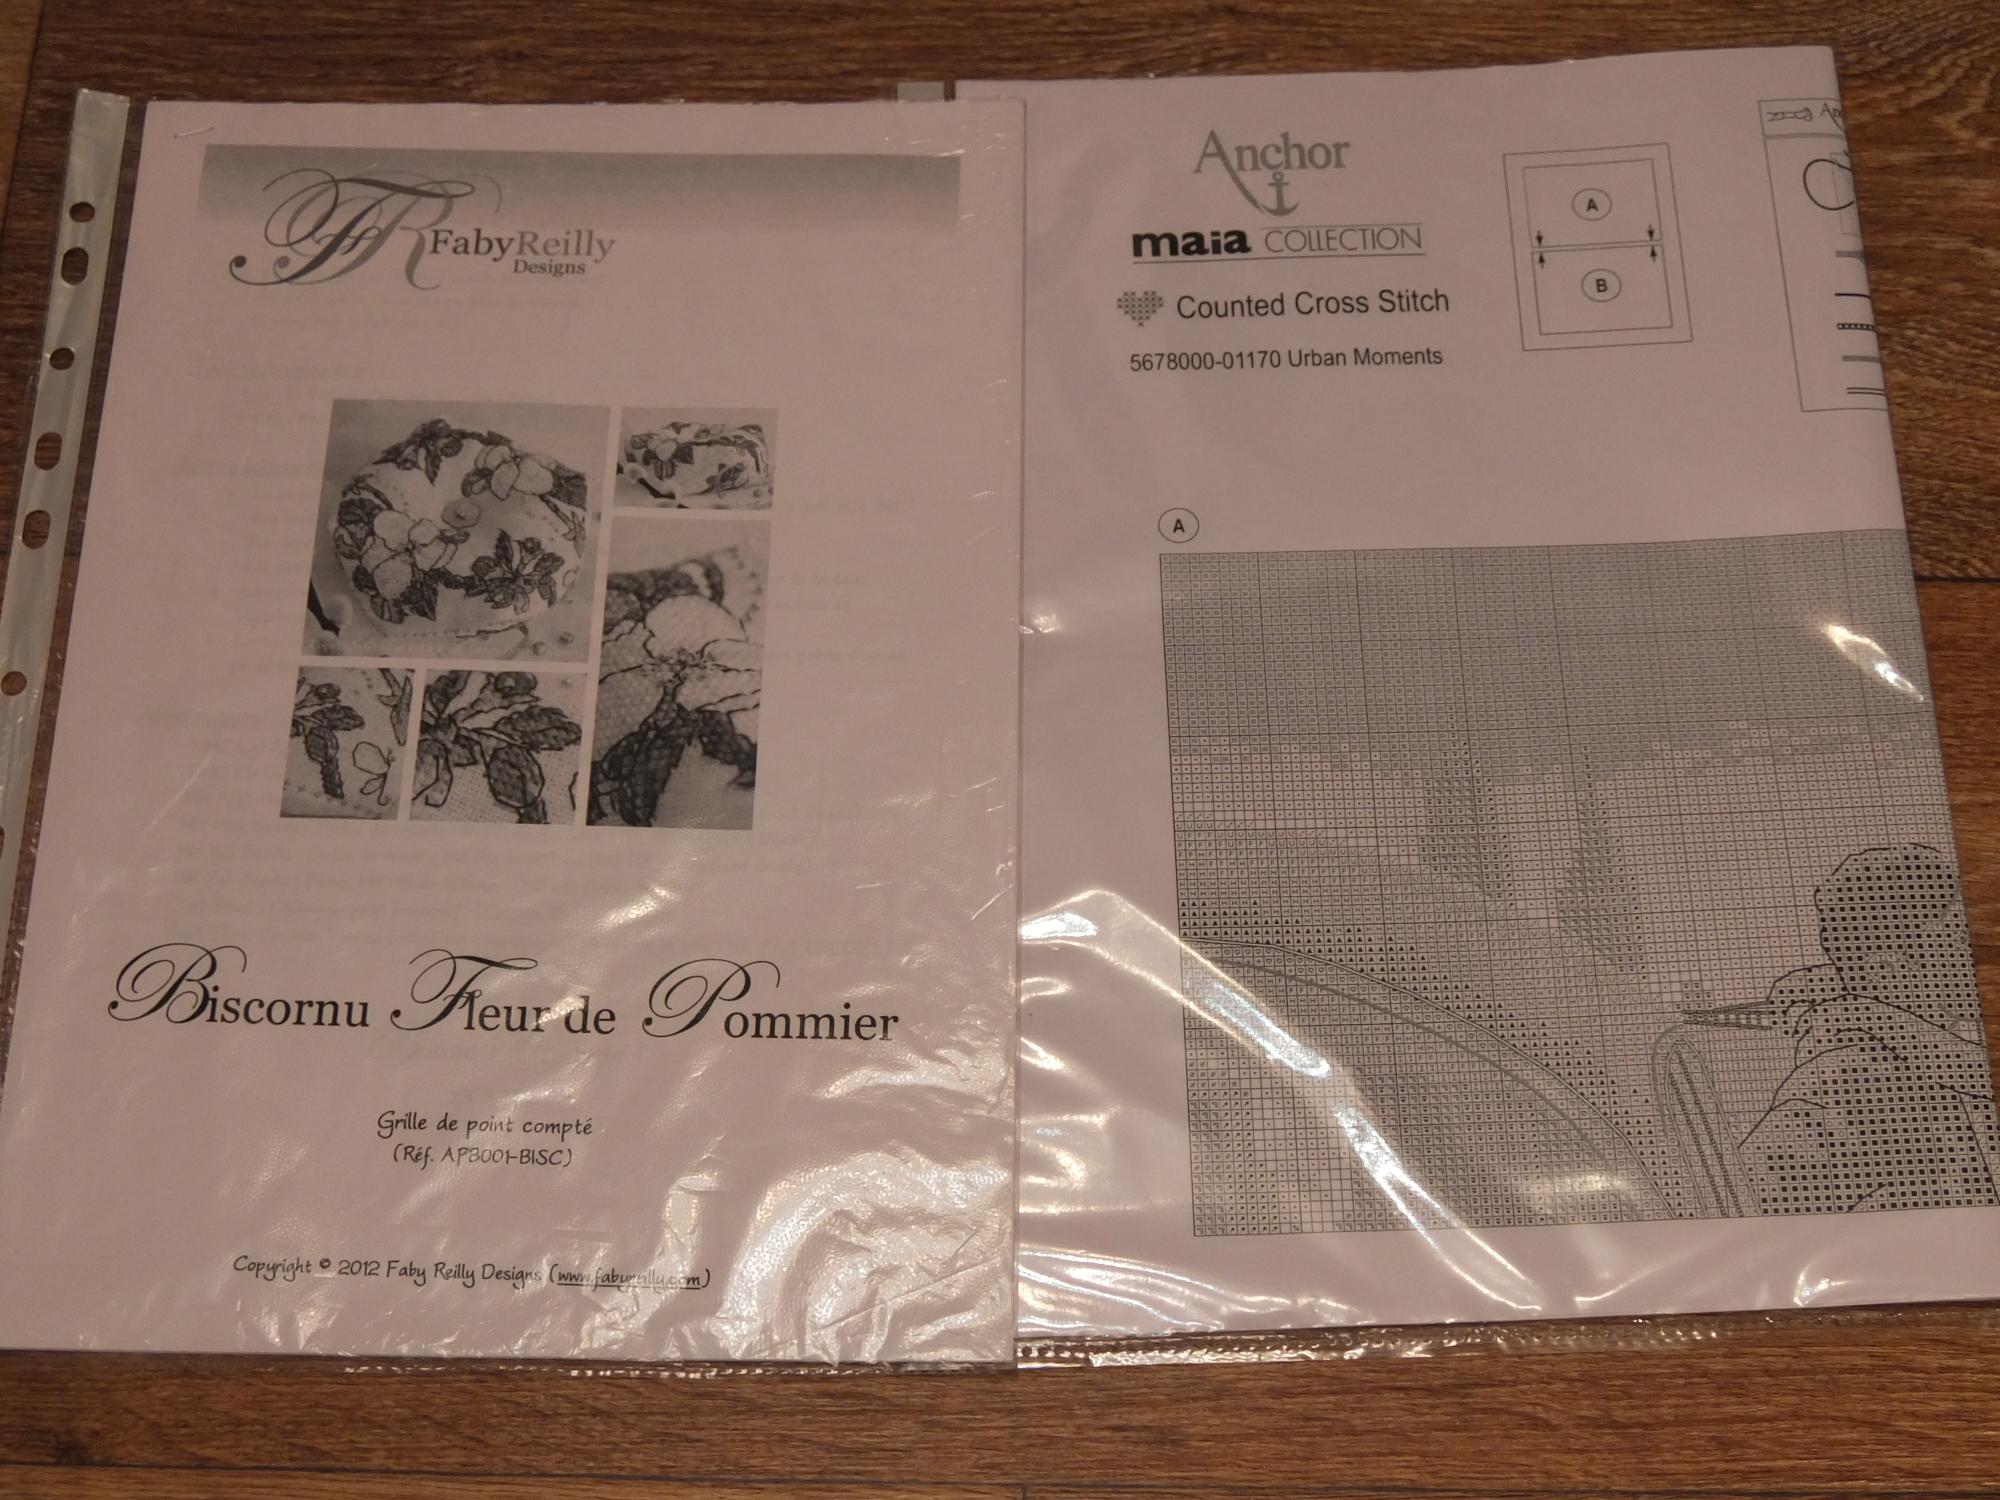 FabyReilly
Designs
Biscornu Fleur de Pommier
Grille de point compté
(Réf. APB001-BISC)
Copyright © 2012 Faby Reilly Designs (www.fabyreilly.com)
Anchor
maia COLLECTION
Counted Cross Stitch
5678000-01170 Urban Moments
A
B
A